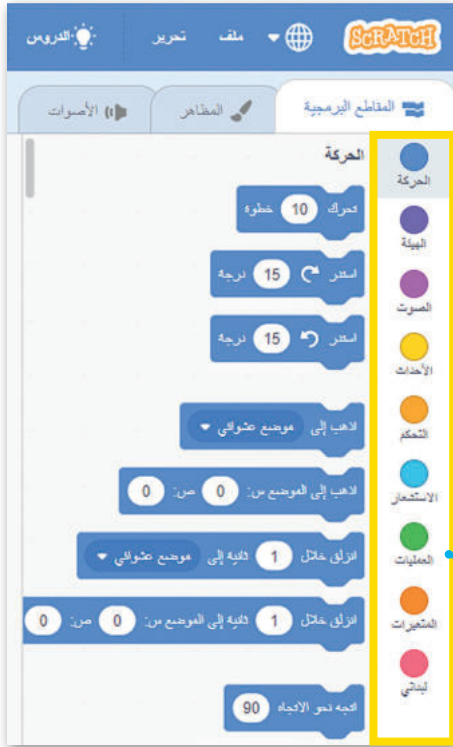 SCRATCH ملف تحرير الدروس
المقاطع البرمجية المظاهر الأصوات
الحركة
الهيئة
الصوت
الأحداث
التحكم
الاستشعار
العمليات
المتغيرات
لبناتي
الحركة
تحرك 10 خطوة
استدر 15 درجة
استدر 15 درجة
اذهب إلى موضع عشوائي
اذهب إلى الموضع س: 0 ص: 0
انزلق خلال 1 ثانية إلى موضع عشوائي
انزلق خلال 1 ثانية إلى الموضع س: 0 ص: 0
اتجه نحو الاتجاه 90